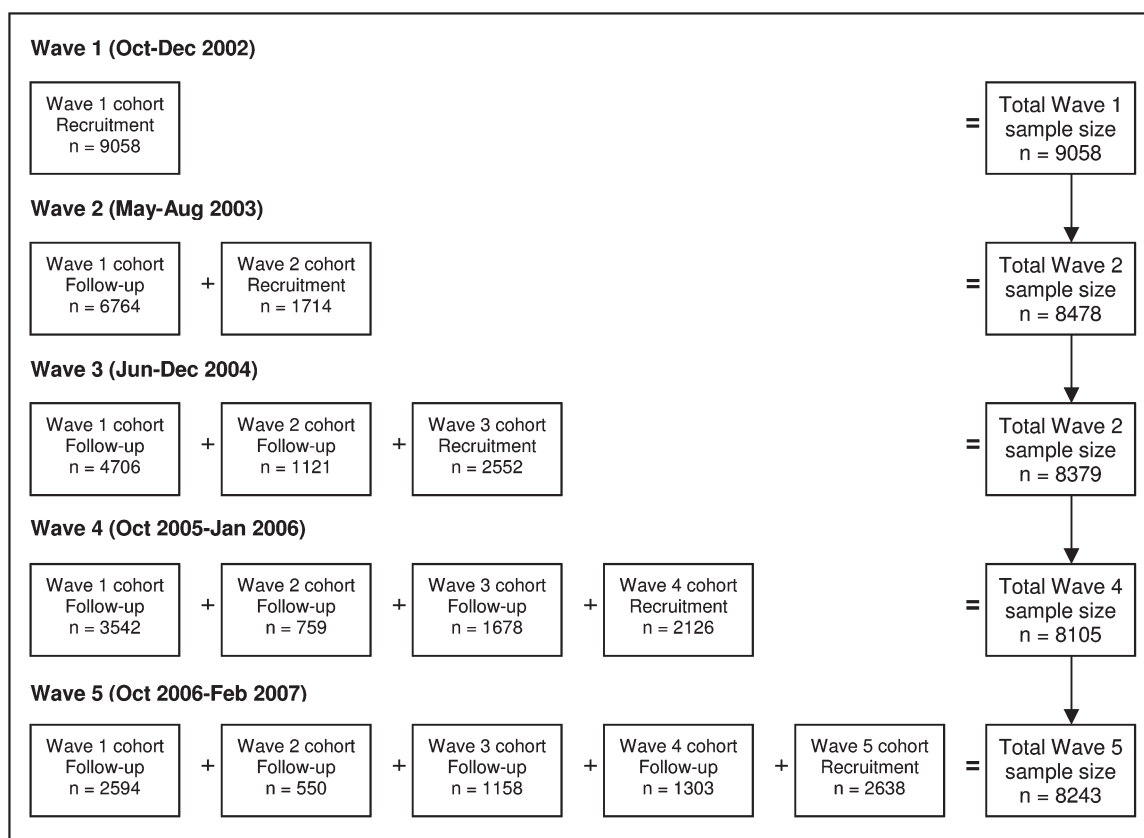 Wave 1 (Oct-Dec 2002)
Wave 1 cohort
Recruitment
n = 9058
=
Total Wave 1
sample size
n = 9058
Wave 2 (May-Aug 2003)
Wave 1 cohort
Follow-up
n = 6764
+
Wave 2 cohort
Recruitment
n = 1714
=
Total Wave 2
sample size
n = 8478
Wave 3 (Jun-Dec 2004)
Wave 1 cohort
Follow-up
n = 4706
+
Wave 2 cohort
Follow-up
n = 1121
+
Wave 3 cohort
Recruitment
n = 2552
=
Total Wave 2
sample size
n = 8379
Wave 4 (Oct 2005-Jan 2006)
Wave 1 cohort
Follow-up
n = 3542
+
Wave 2 cohort
Follow-up
n = 759
+
Wave 3 cohort
Follow-up
n = 1678
+
Wave 4 cohort
Recruitment
n = 2126
=
Total Wave 4
sample size
n = 8105
Wave 5 (Oct 2006-Feb 2007)
Wave 1 cohort
Follow-up
n = 2594
+
Wave 2 cohort
Follow-up
n = 550
+
Wave 3 cohort
Follow-up
n = 1158
+
Wave 4 cohort
Follow-up
n = 1303
+
Wave 5 cohort
Recruitment
n = 2638
=
Total Wave 5
sample size
n = 8243